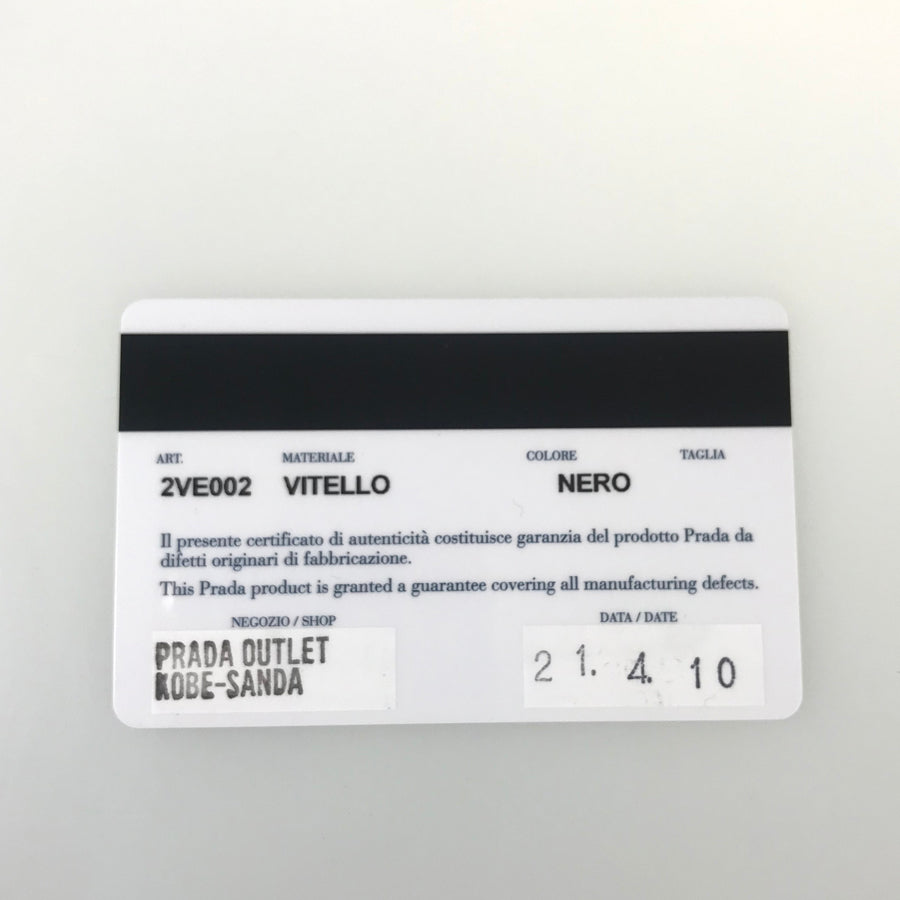 ART. MATERIALE COLORE TAGLIA
2VE002 VITELLO NERO
Il presente certificato di autenticità costituisce garanzia del prodotto Prada da
difetti originari di fabbricazione.
This Prada product is granted a guarantee covering all manufacturing defects.
NEGOZIO / SHOP DATA / DATE
PRADA OUTLET
KOBE-SANDA
21. 4. 10